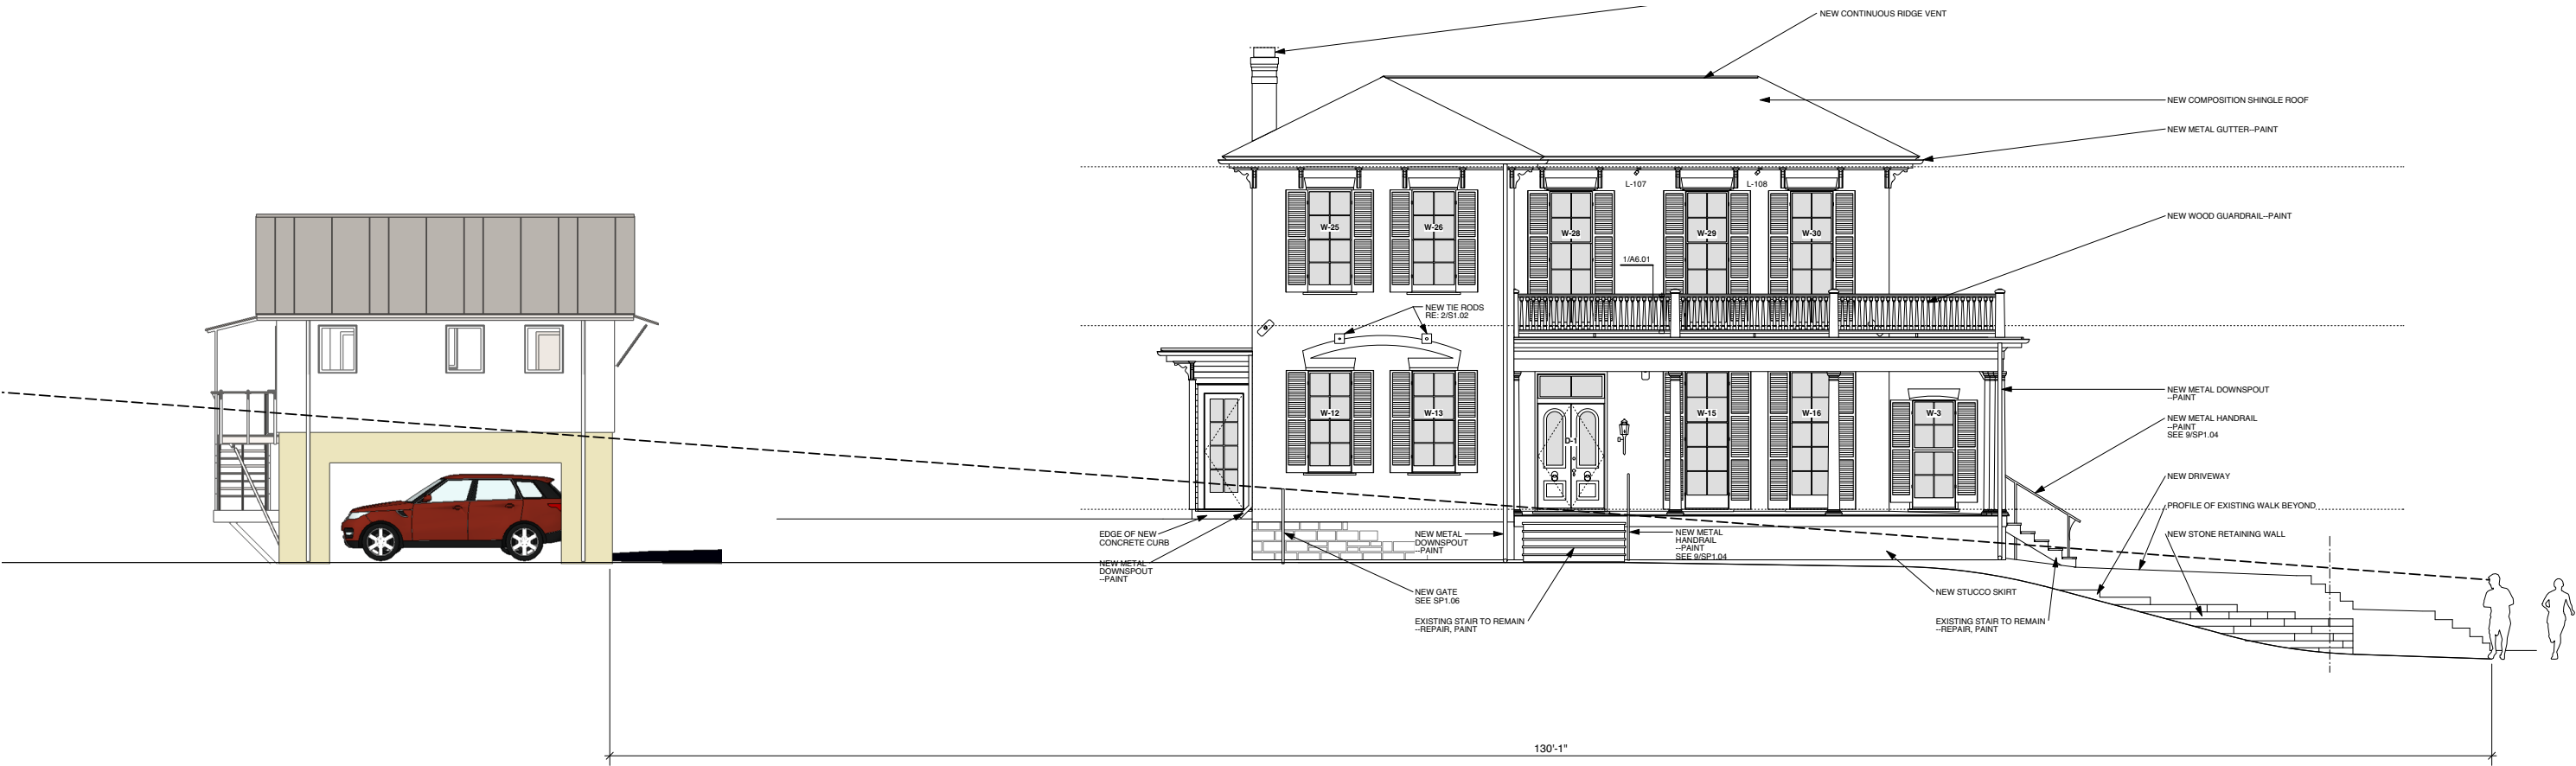 NEW CONTINUOUS RIDGE VENT
NEW COMPOSITION SHINGLE ROOF
NEW METAL GUTTER--PAINT
L-107
L-108
NEW WOOD GUARDRAIL--PAINT
W-25
W-26
W-28
W-29
W-30
1/A6.01
NEW TIE RODS
RE: 2/S1.02
NEW METAL DOWNSPOUT
--PAINT
W-12
W-13
D-1
W-15
W-16
W-3
NEW METAL HANDRAIL
--PAINT
SEE 9/SP1.04
NEW DRIVEWAY
PROFILE OF EXISTING WALK BEYOND
NEW STONE RETAINING WALL
EDGE OF NEW
CONCRETE CURB
NEW METAL
DOWNSPOUT
--PAINT
NEW METAL
DOWNSPOUT
--PAINT
NEW METAL
HANDRAIL
--PAINT
SEE 9/SP1.04
NEW GATE
SEE SP1.06
NEW STUCCO SKIRT
EXISTING STAIR TO REMAIN
--REPAIR, PAINT
EXISTING STAIR TO REMAIN
--REPAIR, PAINT
130'-1"